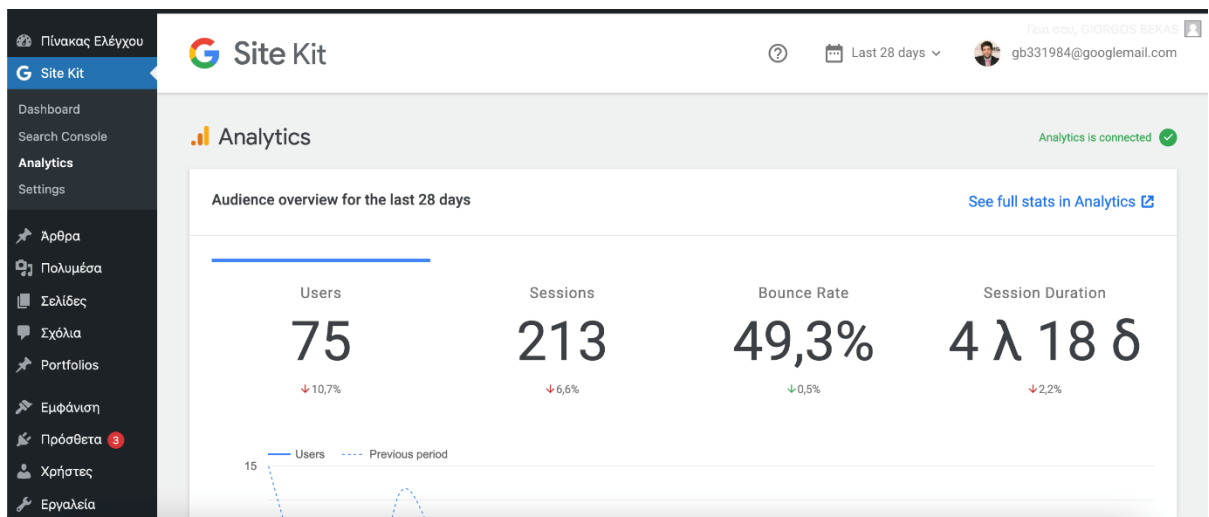 Γεια σου, GIORGOS BEKAS
Πίνακας Ελέγχου
Site Kit
Dashboard
Search Console
Analytics
Settings
Άρθρα
Πολυμέσα
Σελίδες
Σχόλια
Portfolios
Εμφάνιση
Πρόσθετα 3
Χρήστες
Εργαλεία
G Site Kit
Last 28 days
gb331984@googlemail.com
Analytics
Analytics is connected
Audience overview for the last 28 days
See full stats in Analytics
Users
75
10,7%
Sessions
213
6,6%
Bounce Rate
49,3%
0,5%
Session Duration
4 λ 18 δ
2,2%
Users
Previous period
15